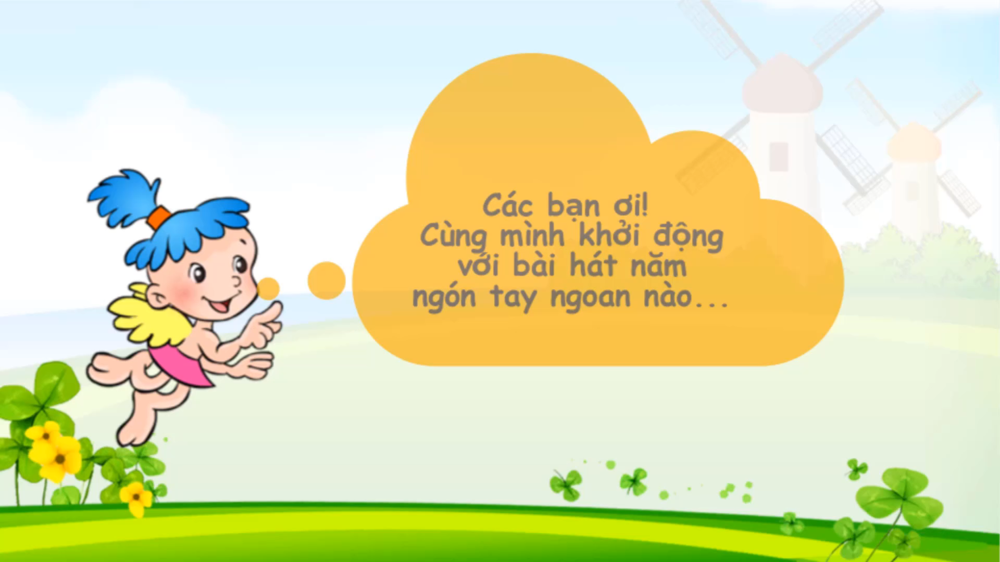 Các bạn ơi!
Cùng mình khởi động
với bài hát năm
ngón tay ngoan nào...